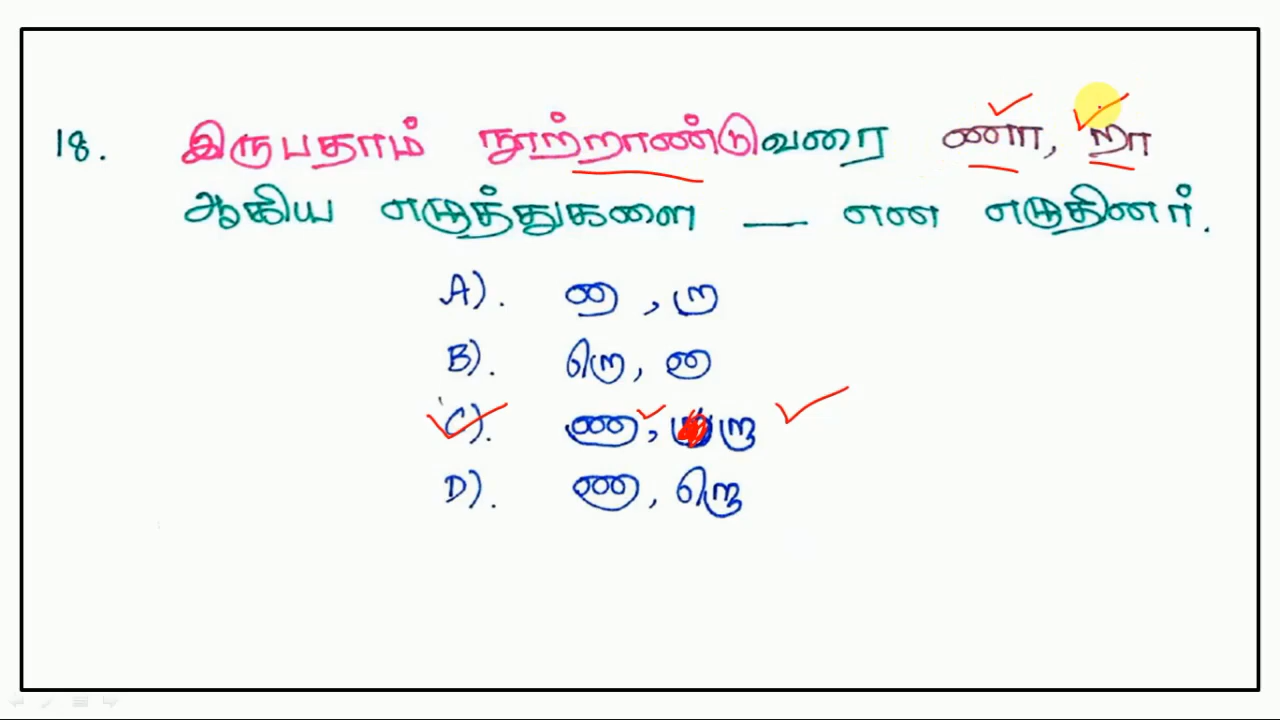 18. இருபதாம் நூற்றாண்டுவரை ணா, றா
ஆகிய எழுத்துகளை __ என எழுதினர்.
A).
B).
C).
D).